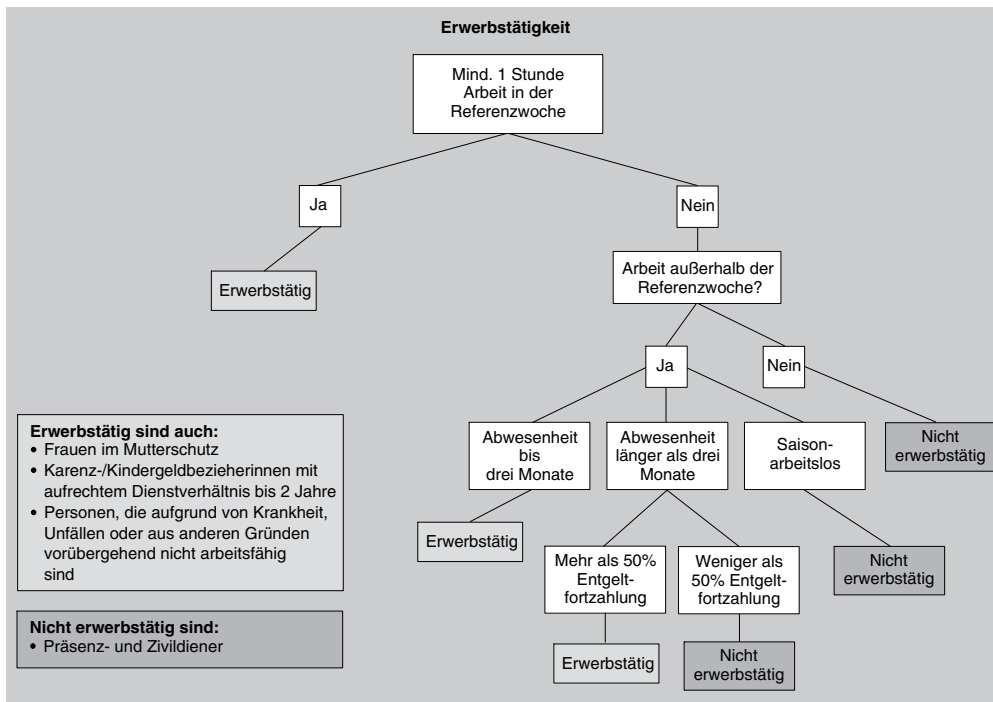 Erwerbstätigkeit
Mind. 1 Stunde
Arbeit in der
Referenzwoche
Ja
Nein
Erwerbstätig
Arbeit außerhalb der
Referenzwoche?
Ja
Nein
Abwesenheit
bis
drei Monate
Abwesenheit
länger als drei
Monate
Saison-
arbeitslos
Nicht
erwerbstätig
Erwerbstätig
Mehr als 50%
Entgelt-
fortzahlung
Weniger als
50% Entgelt-
fortzahlung
Nicht
erwerbstätig
Erwerbstätig
Nicht
erwerbstätig
Erwerbstätig sind auch:
• Frauen im Mutterschutz
• Karenz-/Kindergeldbezieherinnen mit
aufrechtem Dienstverhältnis bis 2 Jahre
• Personen, die aufgrund von Krankheit,
Unfällen oder aus anderen Gründen
vorübergehend nicht arbeitsfähig
sind
Nicht erwerbstätig sind:
• Präsenz- und Zivildiener